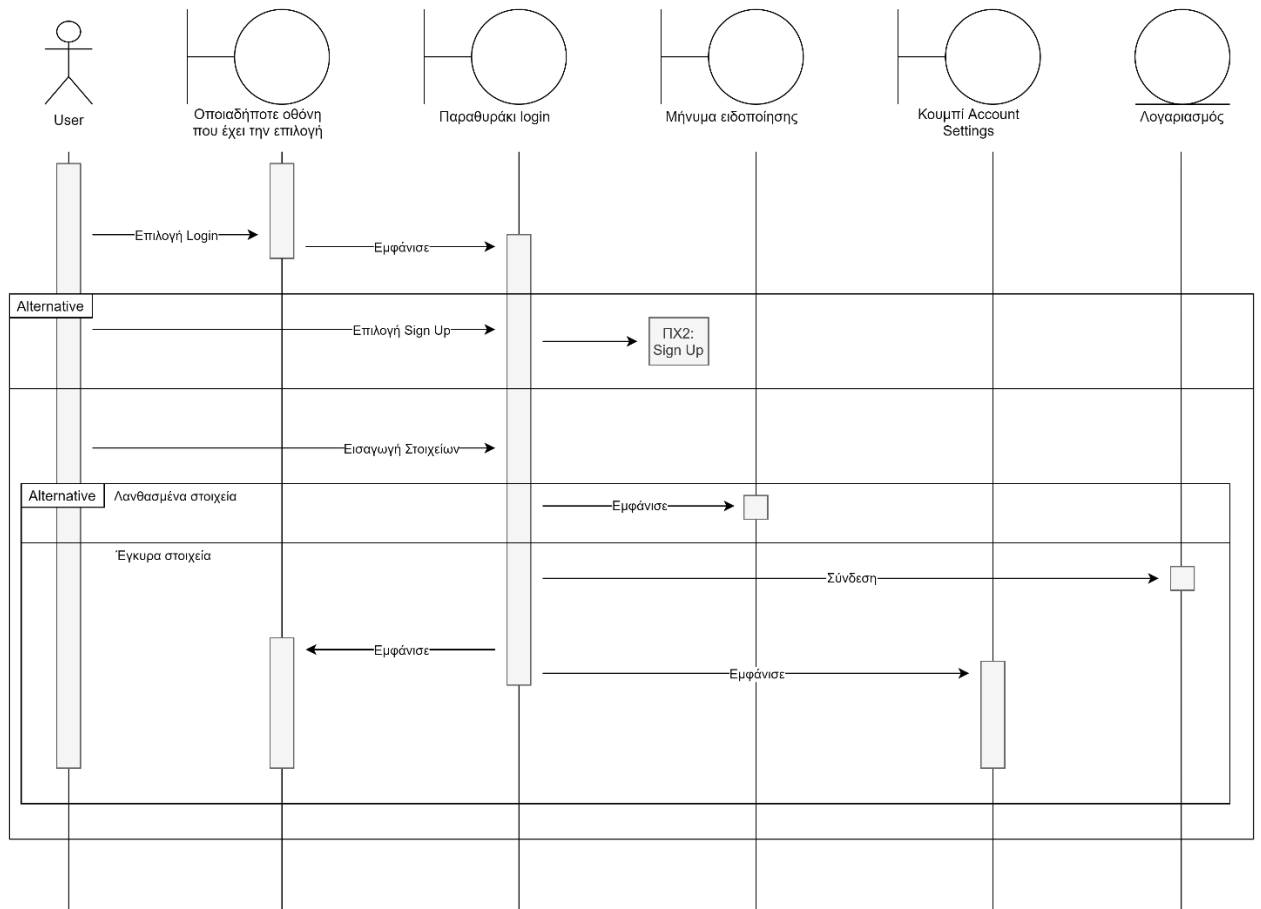 User
Οποιαδήποτε οθόνη
που έχει την επιλογή
Παραθυράκι login
Μήνυμα ειδοποίησης
Κουμπί Account
Settings
Λογαριασμός
Επιλογή Login
Εμφάνισε
Alternative
Επιλογή Sign Up
ΠΧ2:
Sign Up
Εισαγωγή Στοιχείων
Alternative
Λανθασμένα στοιχεία
Εμφάνισε
Έγκυρα στοιχεία
Σύνδεση
Εμφάνισε
Εμφάνισε